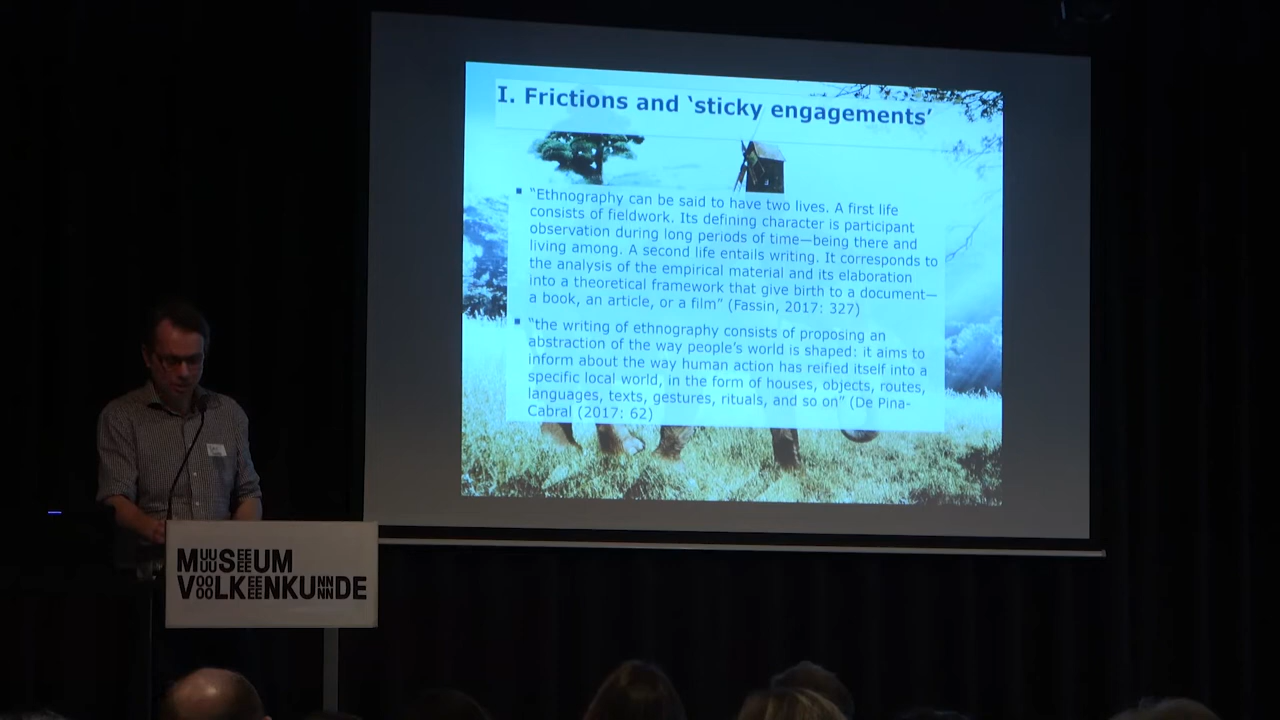 I. Frictions and ‘sticky engagements’
▪ “Ethnography can be said to have two lives. A first life
consists of fieldwork. Its defining character is participant
observation during long periods of time—being there and
living among. A second life entails writing. It corresponds to
the analysis of the empirical material and its elaboration
into a theoretical framework that give birth to a document—
a book, an article, or a film” (Fassin, 2017: 327)
▪ “the writing of ethnography consists of proposing an
abstraction of the way people’s world is shaped: it aims to
inform about the way human action has reified itself into a
specific local world, in the form of houses, objects, routes,
languages, texts, gestures, rituals, and so on” (De Pina-
Cabral (2017: 62)
MUSEUM
VOLKENKUNDE